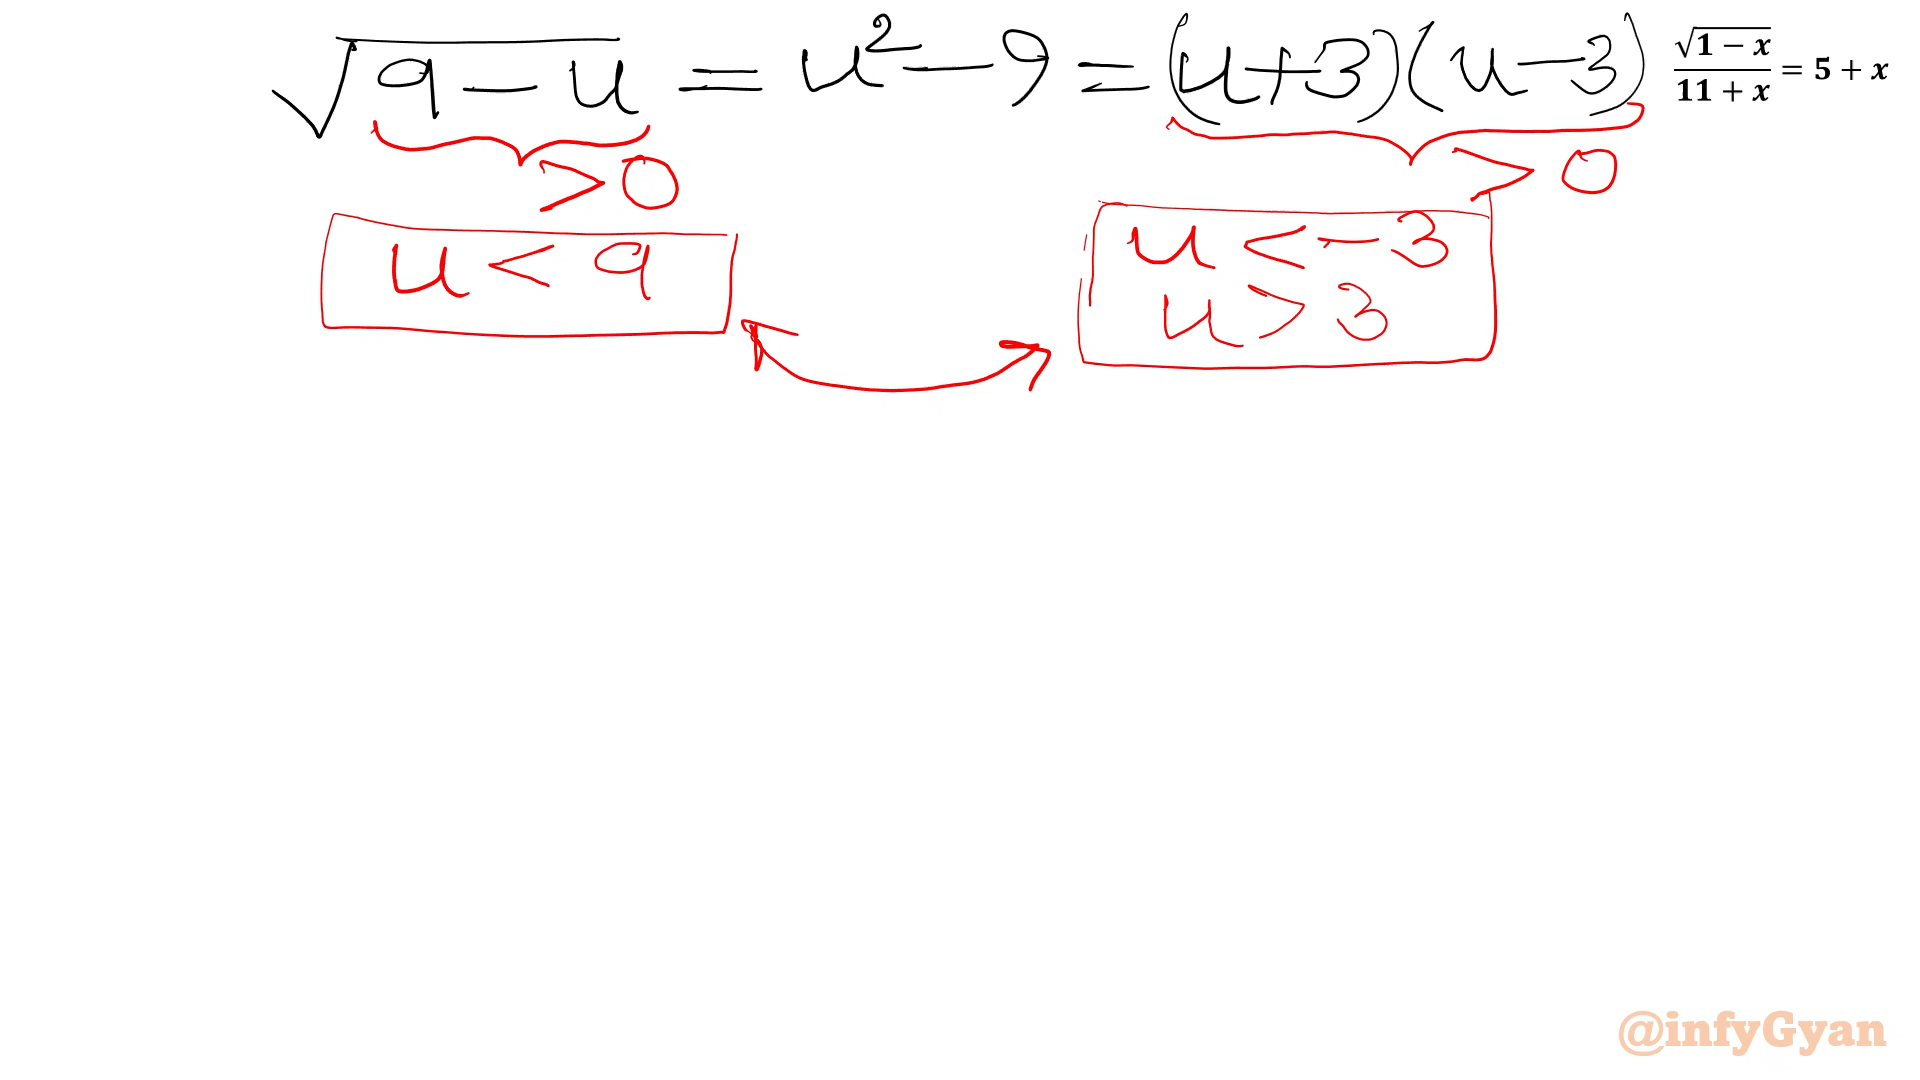 √(9 − u) = u² − 9 = (u+3)(u−3)
√(1 − x)/(11 + x) = 5 + x
>0
>0
u < 9
u < −3
u > 3
@infyGyan